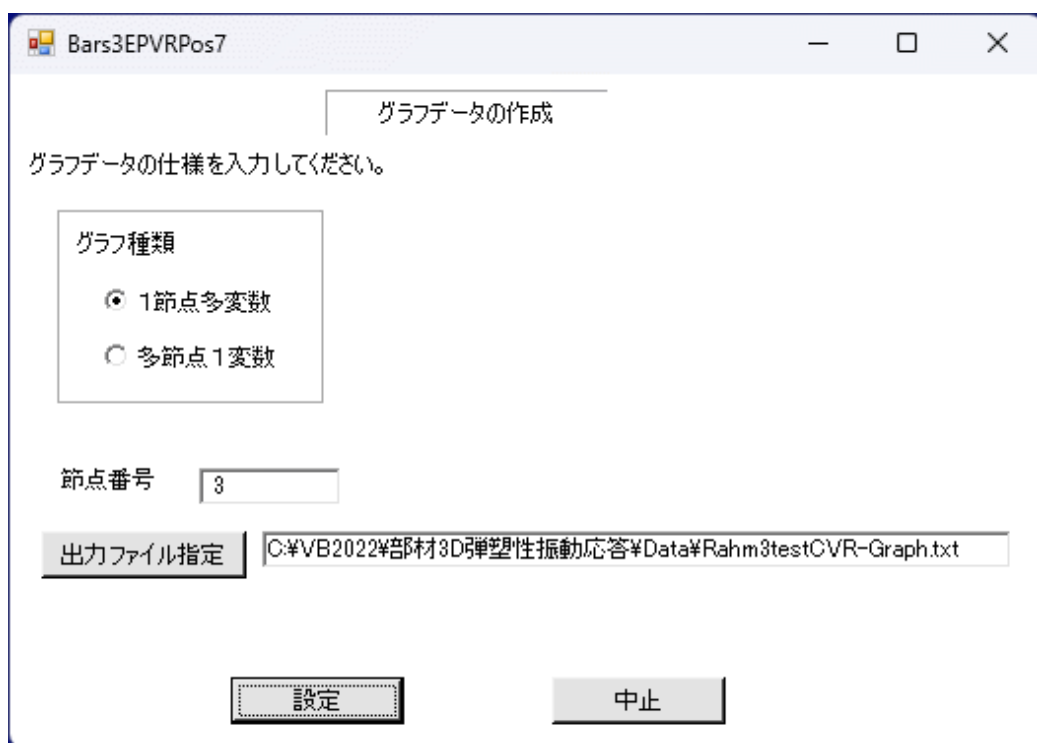 Bars3EPVRPos7
グラフデータの作成
グラフデータの仕様を入力してください。
グラフ種類
1節点多変数
多節点1変数
節点番号
3
出力ファイル指定
C:¥VB2022¥部材3D弾塑性振動応答¥Data¥Rahm3testCVR-Graph.txt
設定
中止